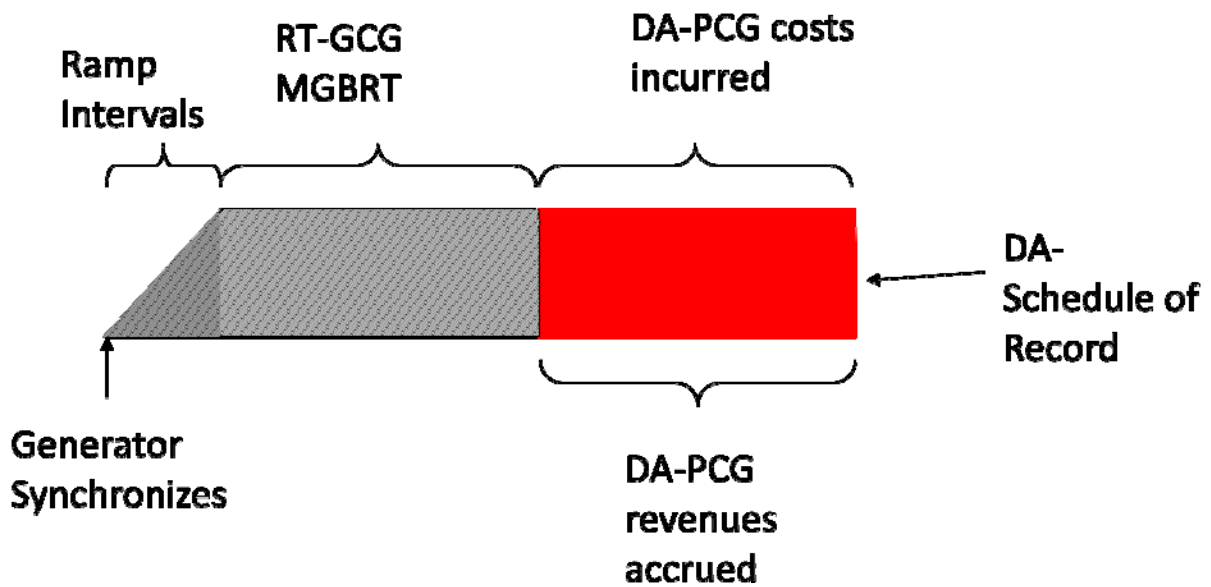 Ramp
Intervals
RT-GCG
MGBRT
DA-PCG costs
incurred
DA-
Schedule of
Record
Generator
Synchronizes
DA-PCG
revenues
accrued